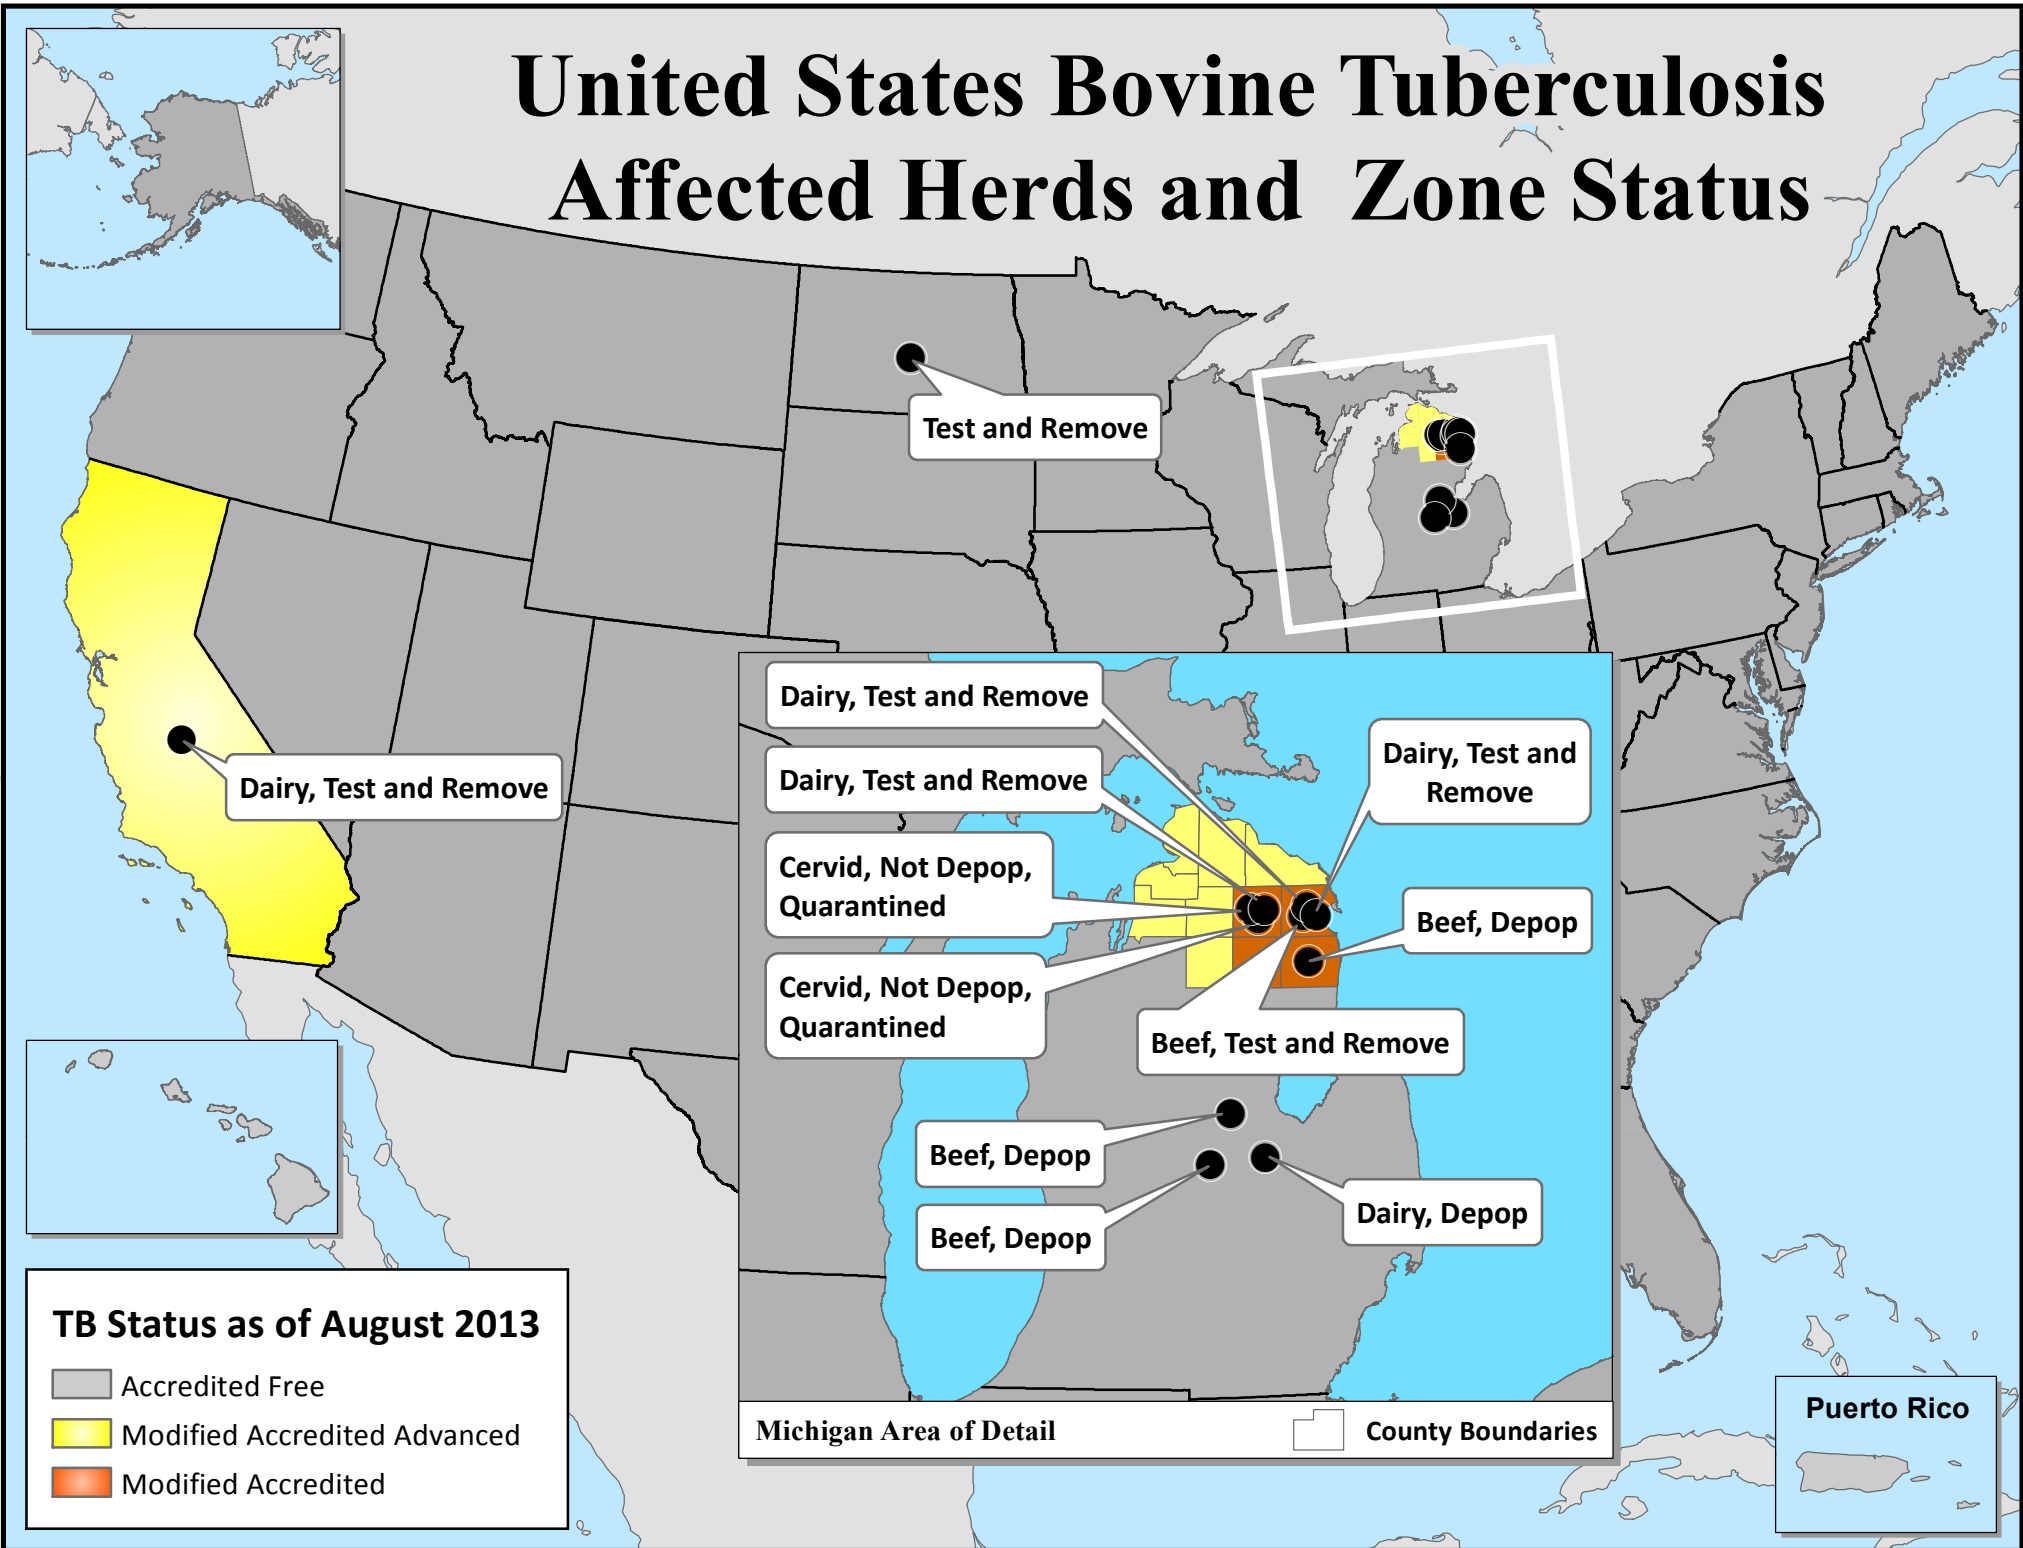 United States Bovine Tuberculosis
Affected Herds and Zone Status
Test and Remove
Dairy, Test and Remove
Dairy, Test and Remove
Dairy, Test and Remove
Dairy, Test and
Remove
Cervid, Not Depop,
Quarantined
Beef, Depop
Cervid, Not Depop,
Quarantined
Beef, Test and Remove
Beef, Depop
Beef, Depop
Dairy, Depop
Michigan Area of Detail
County Boundaries
TB Status as of August 2013
Accredited Free
Modified Accredited Advanced
Modified Accredited
Puerto Rico